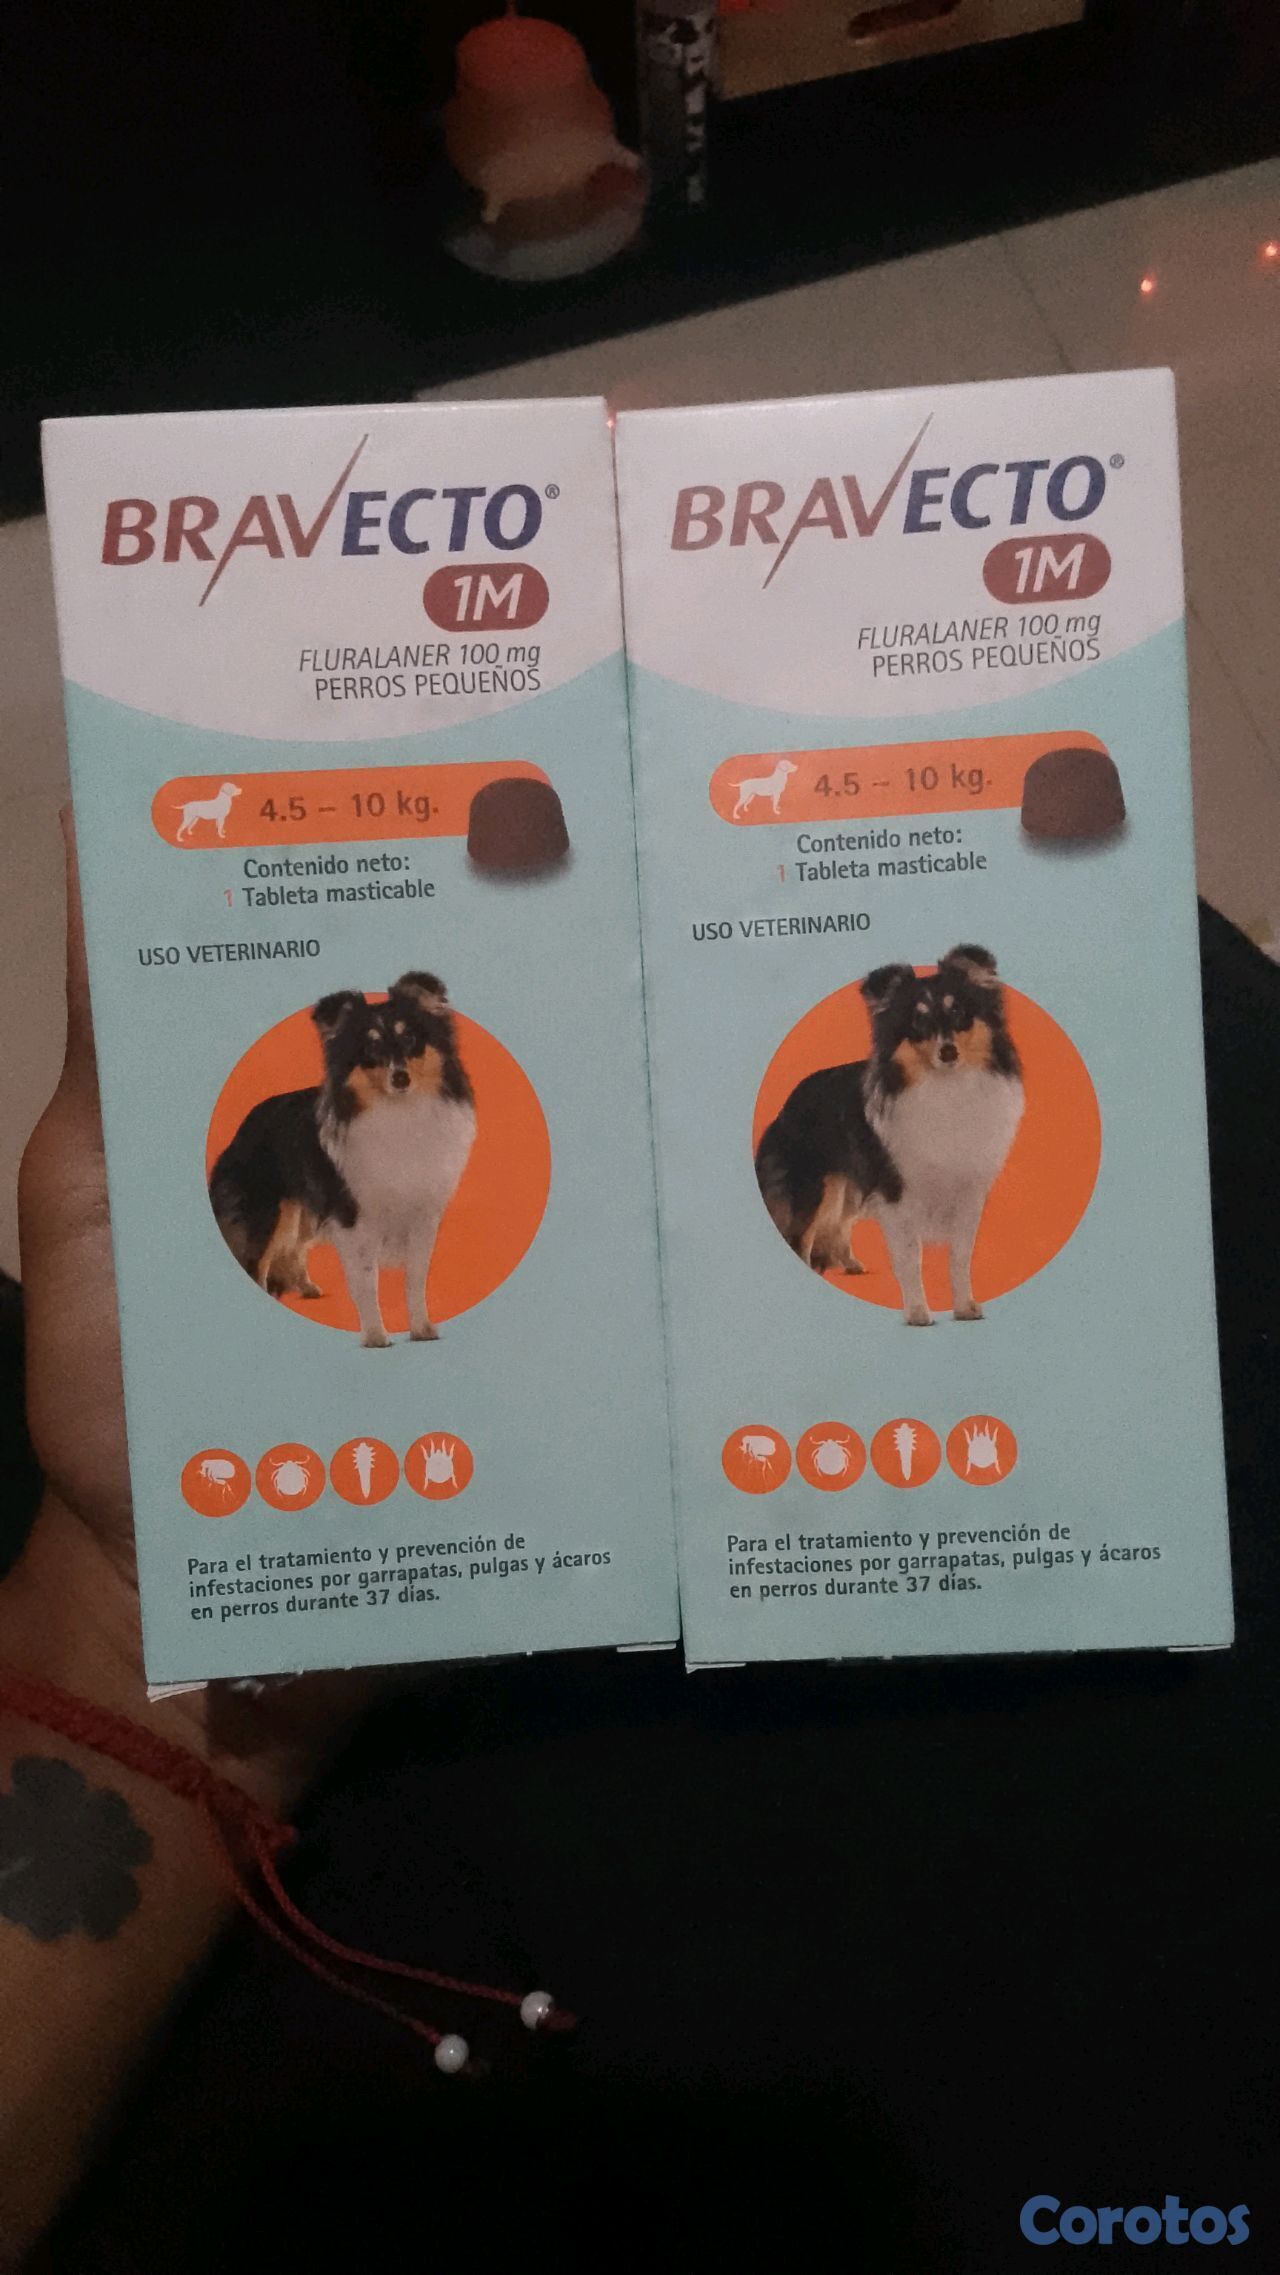 BRAVECTO®
1M
FLURALANER 100 mg
PERROS PEQUEÑOS
4.5 – 10 kg.
Contenido neto:
1 Tableta masticable
USO VETERINARIO
Para el tratamiento y prevención de
infestaciones por garrapatas, pulgas y ácaros
en perros durante 37 días.
BRAVECTO®
1M
FLURALANER 100 mg
PERROS PEQUEÑOS
4.5 – 10 kg.
Contenido neto:
1 Tableta masticable
USO VETERINARIO
Para el tratamiento y prevención de
infestaciones por garrapatas, pulgas y ácaros
en perros durante 37 días.
Corotos